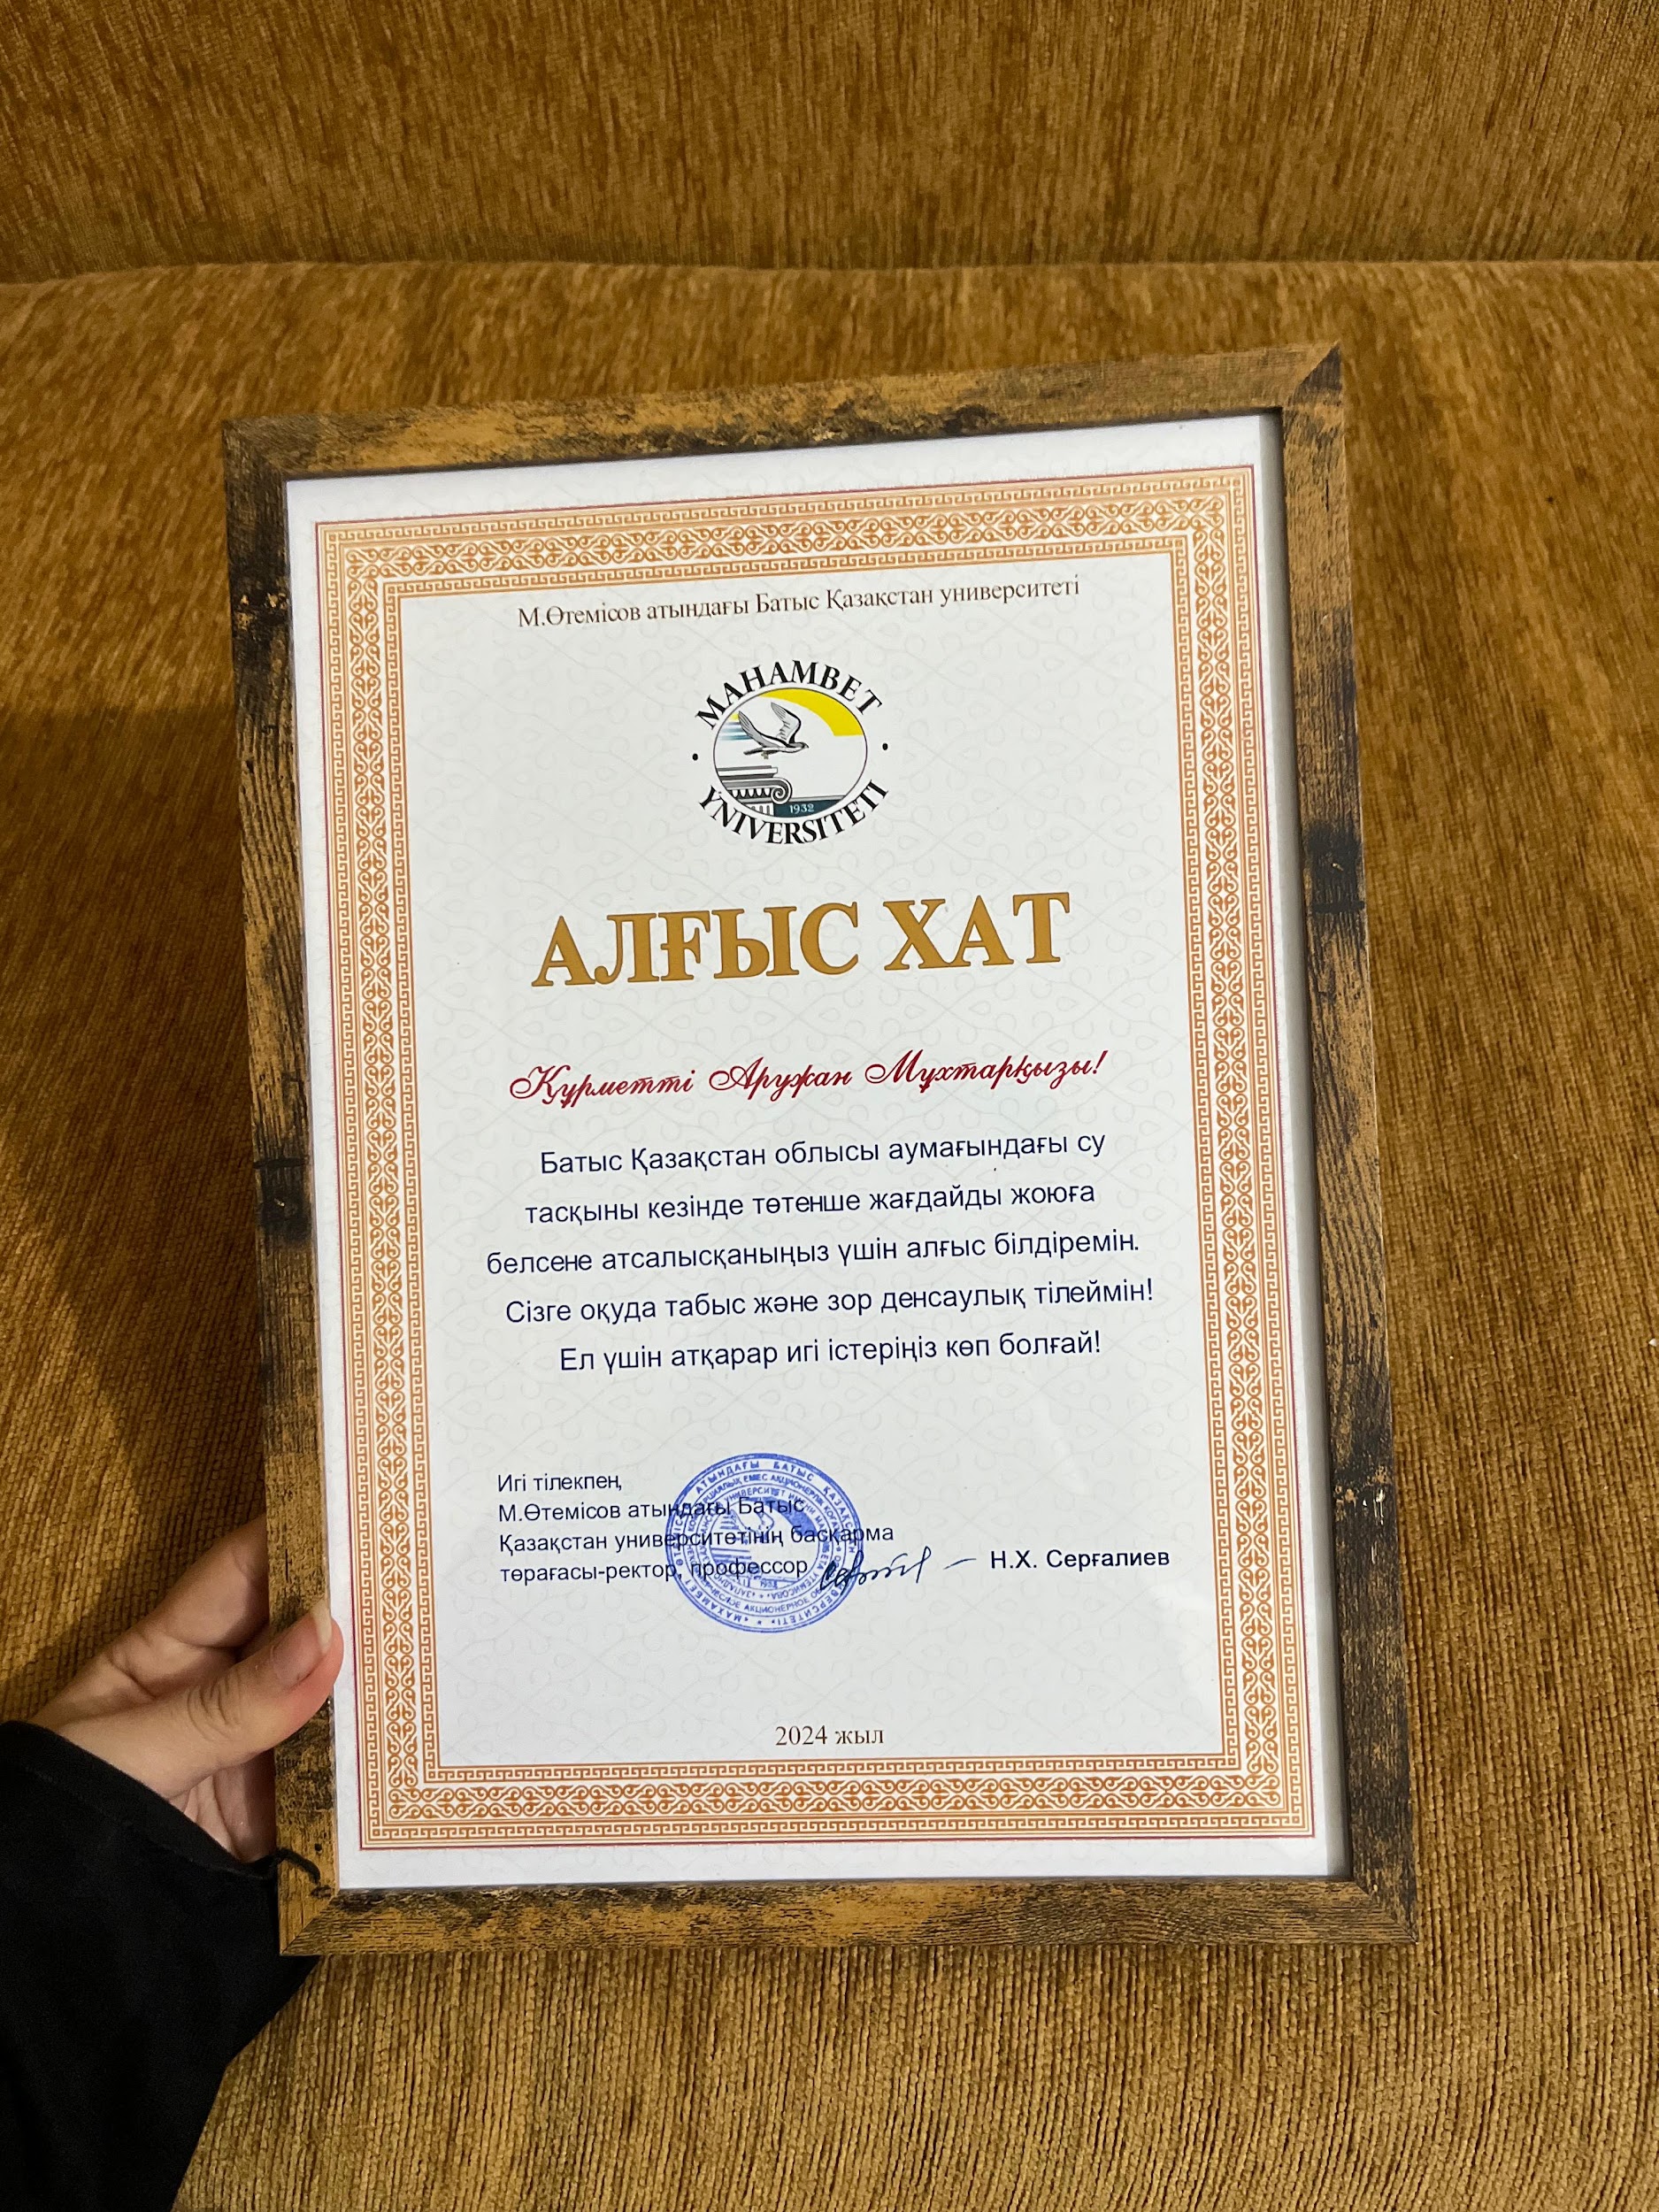 М.Өтемісов атындағы Батыс Қазақстан университеті
MAHAMBET
ÝNIVERSITETI
1932
АЛҒЫС ХАТ
Құрметті Аружан Мұхтарқызы!
Батыс Қазақстан облысы аумағындағы су
тасқыны кезінде төтенше жағдайды жоюға
белсене атсалысқаныңыз үшін алғыс білдіремін.
Сізге оқуда табыс және зор денсаулық тілеймін!
Ел үшін атқарар игі істеріңіз көп болғай!
Игі тілекпен,
М.Өтемісов атындағы Батыс
Қазақстан университетінің басқарма
төрағасы-ректор, профессор
Н.Х. Серғалиев
2024 жыл